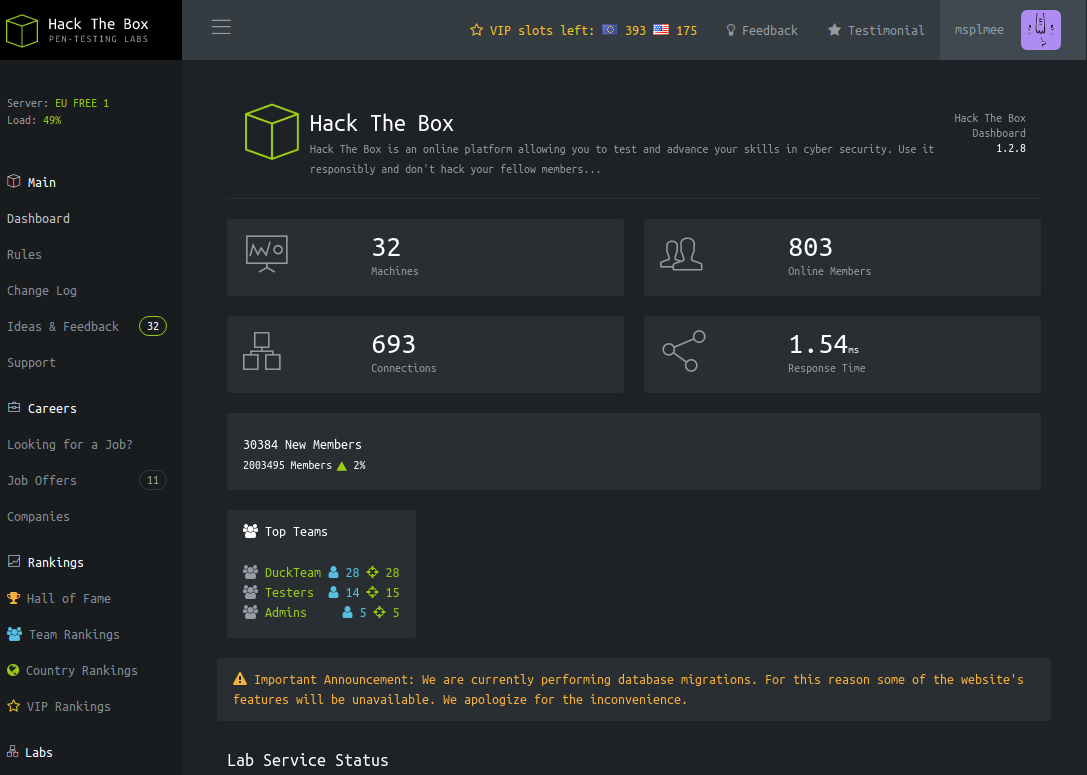 Hack The Box
PEN-TESTING LABS
VIP slots left: 393 175
Feedback
Testimonial
msplmee
Server: EU FREE 1
Load: 49%
Main
Dashboard
Rules
Change Log
Ideas & Feedback 32
Support
Careers
Looking for a Job?
Job Offers 11
Companies
Rankings
Hall of Fame
Team Rankings
Country Rankings
VIP Rankings
Labs
Hack The Box
Hack The Box is an online platform allowing you to test and advance your skills in cyber security. Use it
responsibly and don't hack your fellow members...
Hack The Box
Dashboard
1.2.8
32
Machines
803
Online Members
693
Connections
1.54ms
Response Time
30384 New Members
2003495 Members 2%
Top Teams
DuckTeam 28 28
Testers 14 15
Admins 5 5
Important Announcement: We are currently performing database migrations. For this reason some of the website's
features will be unavailable. We apologize for the inconvenience.
Lab Service Status